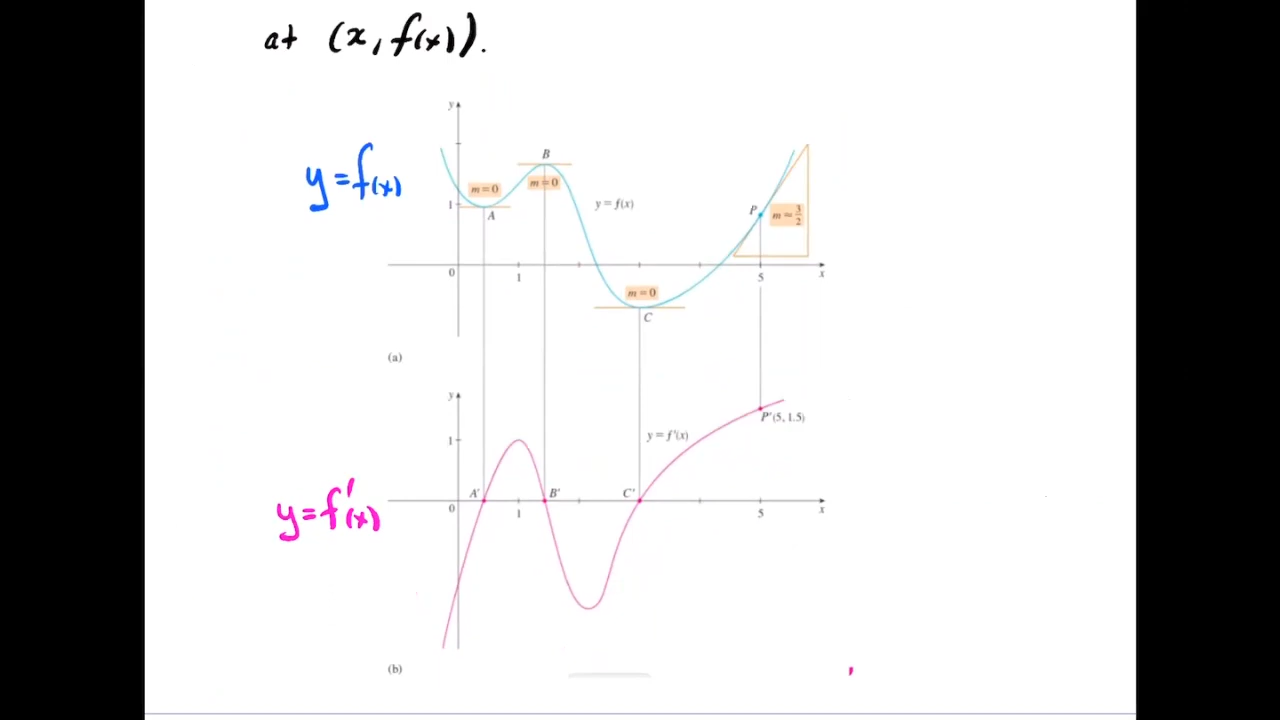 at (x, f(x)).
y
y = f(x)
B
m = 0
m = 0
1
A
y = f(x)
P
m = 3/2
0
1
m = 0
5
x
C
(a)
y
P′(5, 1.5)
1
y = f′(x)
A′
B′
C′
y = f′(x)
0
1
5
x
(b)